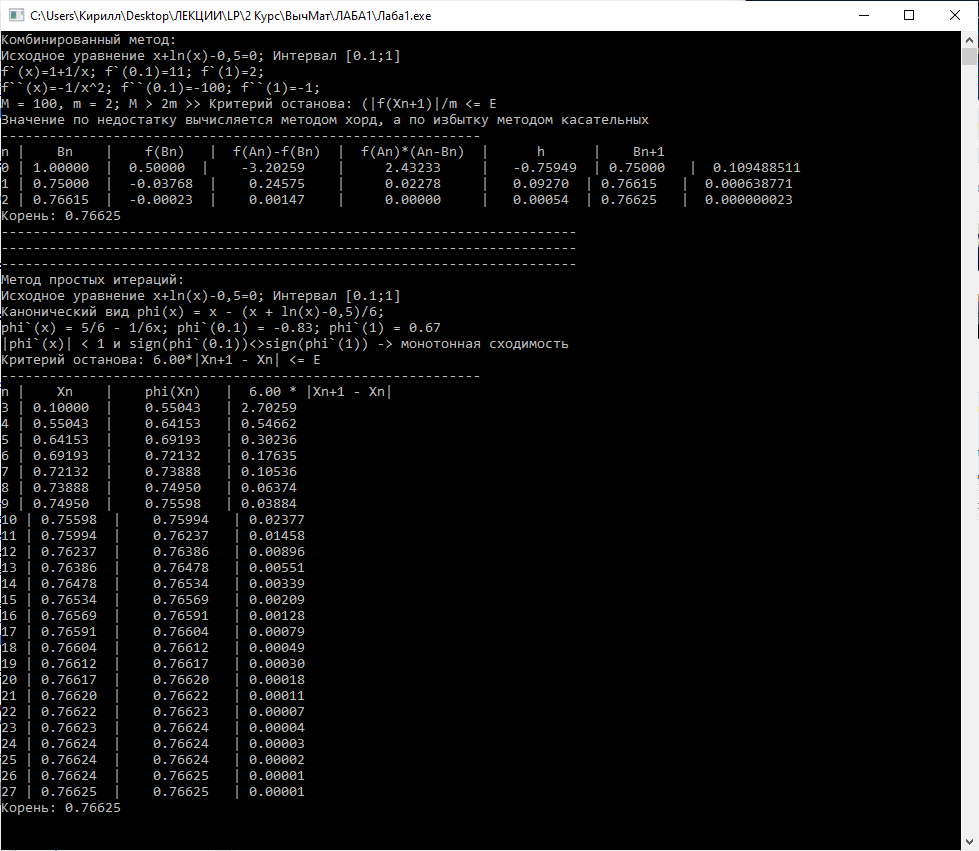 C:\Users\Кирилл\Desktop\ЛЕКЦИИ\LP\2 Курс\ВычМат\ЛАБА1\Лаба1.exe
Комбинированный метод:
Исходное уравнение x+ln(x)-0,5=0; Интервал [0.1;1]
f`(x)=1+1/x; f`(0.1)=11; f`(1)=2;
f``(x)=-1/x^2; f``(0.1)=-100; f``(1)=-1;
M = 100, m = 2; M > 2m >> Критерий останова: (|f(Xn+1)|/m <= E
Значение по недостатку вычисляется методом хорд, а по избытку методом касательных
------------------------------------------------------------
n |    Bn    |    f(Bn)   |  f(An)-f(Bn)  |  f(An)*(An-Bn)  |      h      |    Bn+1
0 | 1.00000  |  0.50000  |    -3.20259   |     2.43233     |   -0.75949  | 0.75000   |  0.109488511
1 | 0.75000  |  -0.03768  |    0.24575    |     0.02278     |   0.09270  | 0.76615   |  0.000638771
2 | 0.76615  |  -0.00023  |    0.00147    |     0.00000     |   0.00054  | 0.76625   |  0.000000023
Корень: 0.76625
------------------------------------------------------------------------
------------------------------------------------------------------------
------------------------------------------------------------------------
Метод простых итераций:
Исходное уравнение x+ln(x)-0,5=0; Интервал [0.1;1]
Канонический вид phi(x) = x - (x + ln(x)-0,5)/6;
phi`(x) = 5/6 - 1/6x; phi`(0.1) = -0.83; phi`(1) = 0.67
|phi`(x)| < 1 и sign(phi`(0.1))<>sign(phi`(1)) -> монотонная сходимость
Критерий останова: 6.00*|Xn+1 - Xn| <= E
------------------------------------------------------------
n |    Xn    |    phi(Xn)   |  6.00 * |Xn+1 - Xn|
3 | 0.10000  |    0.55043   | 2.70259
4 | 0.55043  |    0.64153   | 0.54662
5 | 0.64153  |    0.69193   | 0.30236
6 | 0.69193  |    0.72132   | 0.17635
7 | 0.72132  |    0.73888   | 0.10536
8 | 0.73888  |    0.74950   | 0.06374
9 | 0.74950  |    0.75598   | 0.03884
10 | 0.75598  |    0.75994   | 0.02377
11 | 0.75994  |    0.76237   | 0.01458
12 | 0.76237  |    0.76386   | 0.00896
13 | 0.76386  |    0.76478   | 0.00551
14 | 0.76478  |    0.76534   | 0.00339
15 | 0.76534  |    0.76569   | 0.00209
16 | 0.76569  |    0.76591   | 0.00128
17 | 0.76591  |    0.76604   | 0.00079
18 | 0.76604  |    0.76612   | 0.00049
19 | 0.76612  |    0.76617   | 0.00030
20 | 0.76617  |    0.76620   | 0.00018
21 | 0.76620  |    0.76622   | 0.00011
22 | 0.76622  |    0.76623   | 0.00007
23 | 0.76623  |    0.76624   | 0.00004
24 | 0.76624  |    0.76624   | 0.00003
25 | 0.76624  |    0.76624   | 0.00002
26 | 0.76624  |    0.76625   | 0.00001
27 | 0.76625  |    0.76625   | 0.00001
Корень: 0.76625